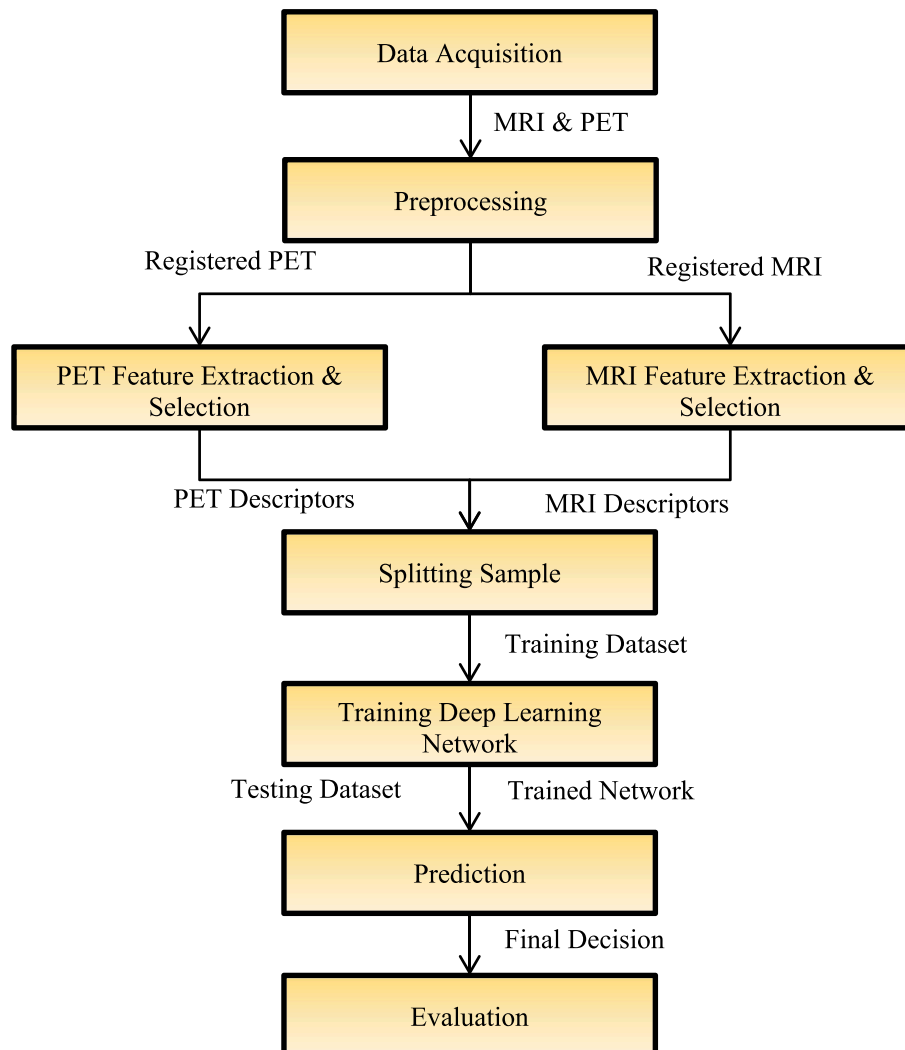 Data Acquisition
MRI & PET
Preprocessing
Registered PET
Registered MRI
PET Feature Extraction &
Selection
MRI Feature Extraction &
Selection
PET Descriptors
MRI Descriptors
Splitting Sample
Training Dataset
Training Deep Learning
Network
Testing Dataset
Trained Network
Prediction
Final Decision
Evaluation